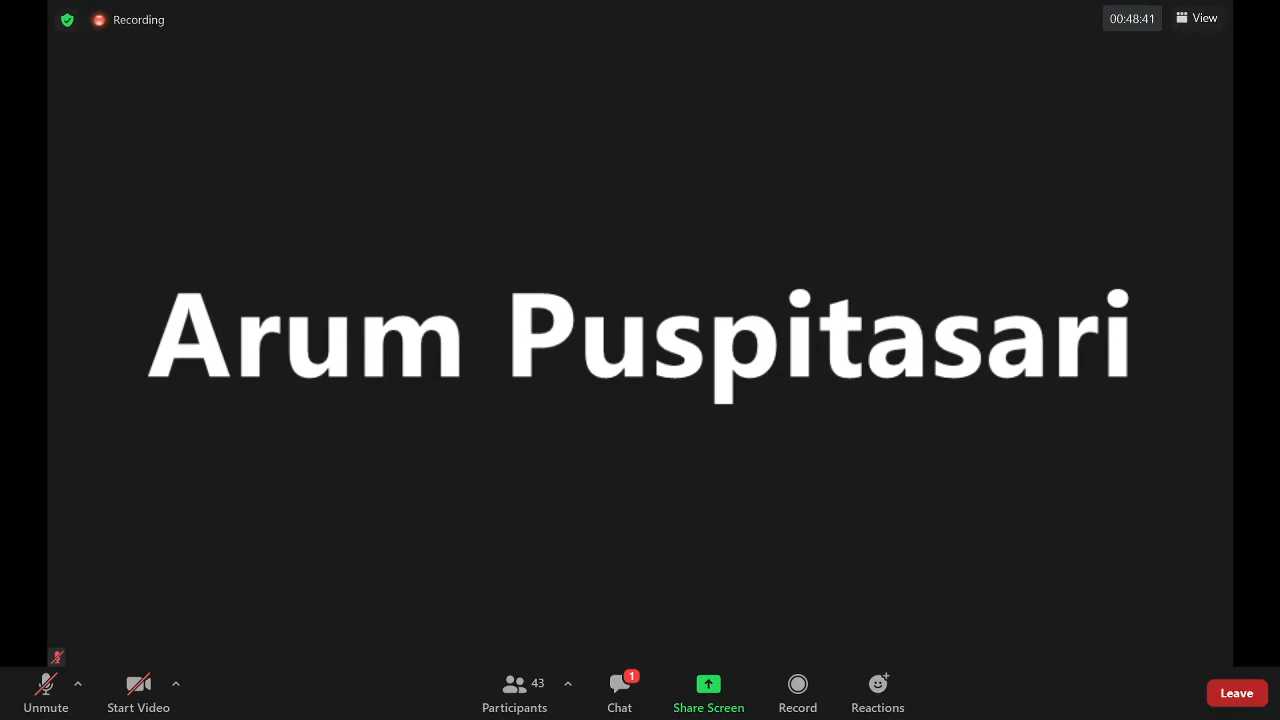 Recording
00:48:41
View
Arum Puspitasari
Unmute
Start Video
43
Participants
1
Chat
Share Screen
Record
Reactions
Leave